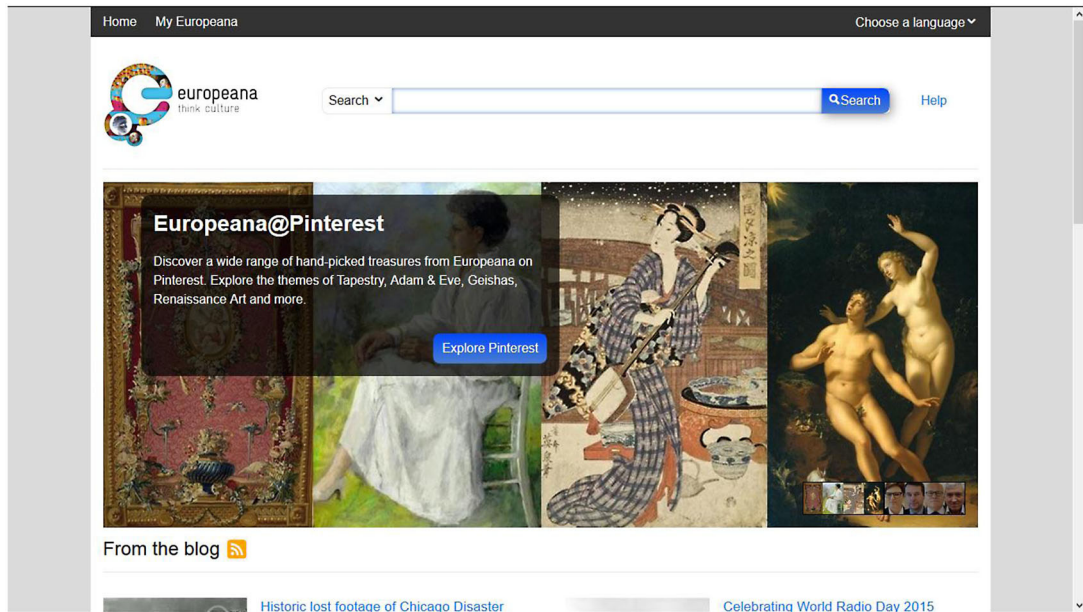 Home My Europeana Choose a language
europeana
think culture
Search Search Help
Europeana@Pinterest
Discover a wide range of hand-picked treasures from Europeana on
Pinterest. Explore the themes of Tapestry, Adam & Eve, Geishas,
Renaissance Art and more.
Explore Pinterest
From the blog
Historic lost footage of Chicago Disaster Celebrating World Radio Day 2015